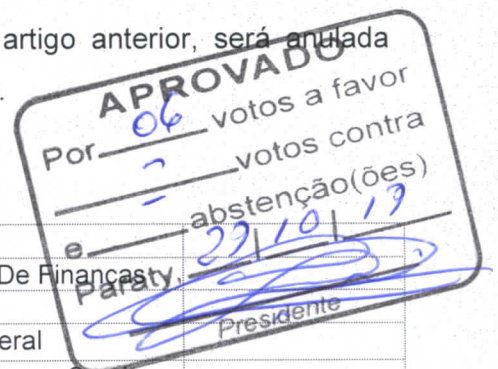 artigo anterior, será anulada
.
APROVADO
Por 06 votos a favor
- votos contra
e - abstenção(ões)
Paraty, 29/10/19
Presidente
De Finanças
eral